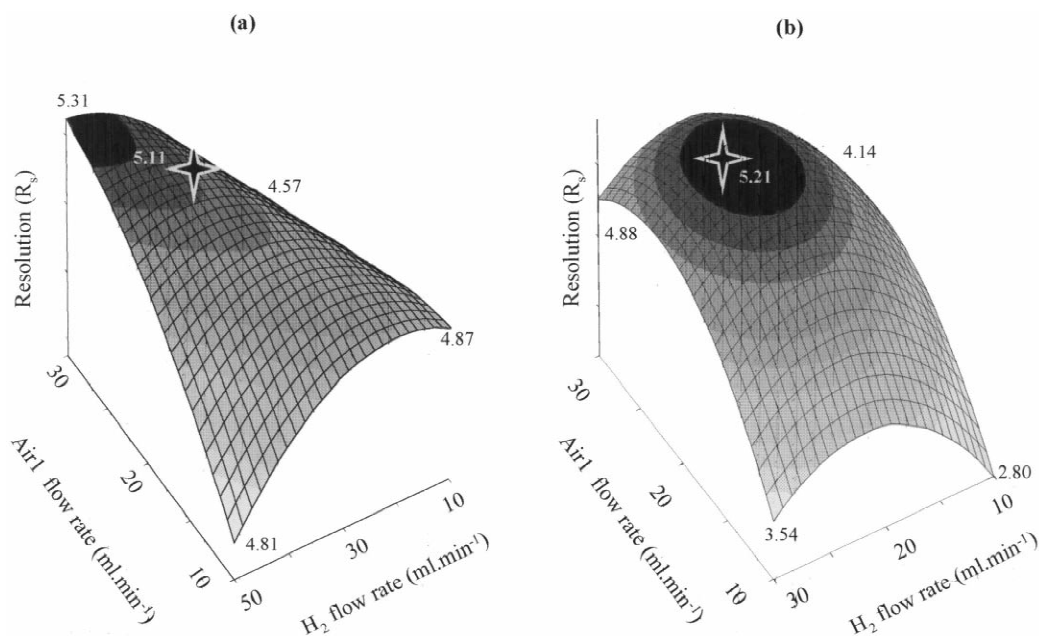 (a)
5.31
5.11
4.57
4.87
4.81
Resolution (Rₛ)
30
20
10
Air1 flow rate (ml.min⁻¹)
50
30
10
H₂ flow rate (ml.min⁻¹)
(b)
4.14
5.21
4.88
2.80
3.54
Resolution (Rₛ)
30
20
10
Air1 flow rate (ml.min⁻¹)
30
20
10
H₂ flow rate (ml.min⁻¹)